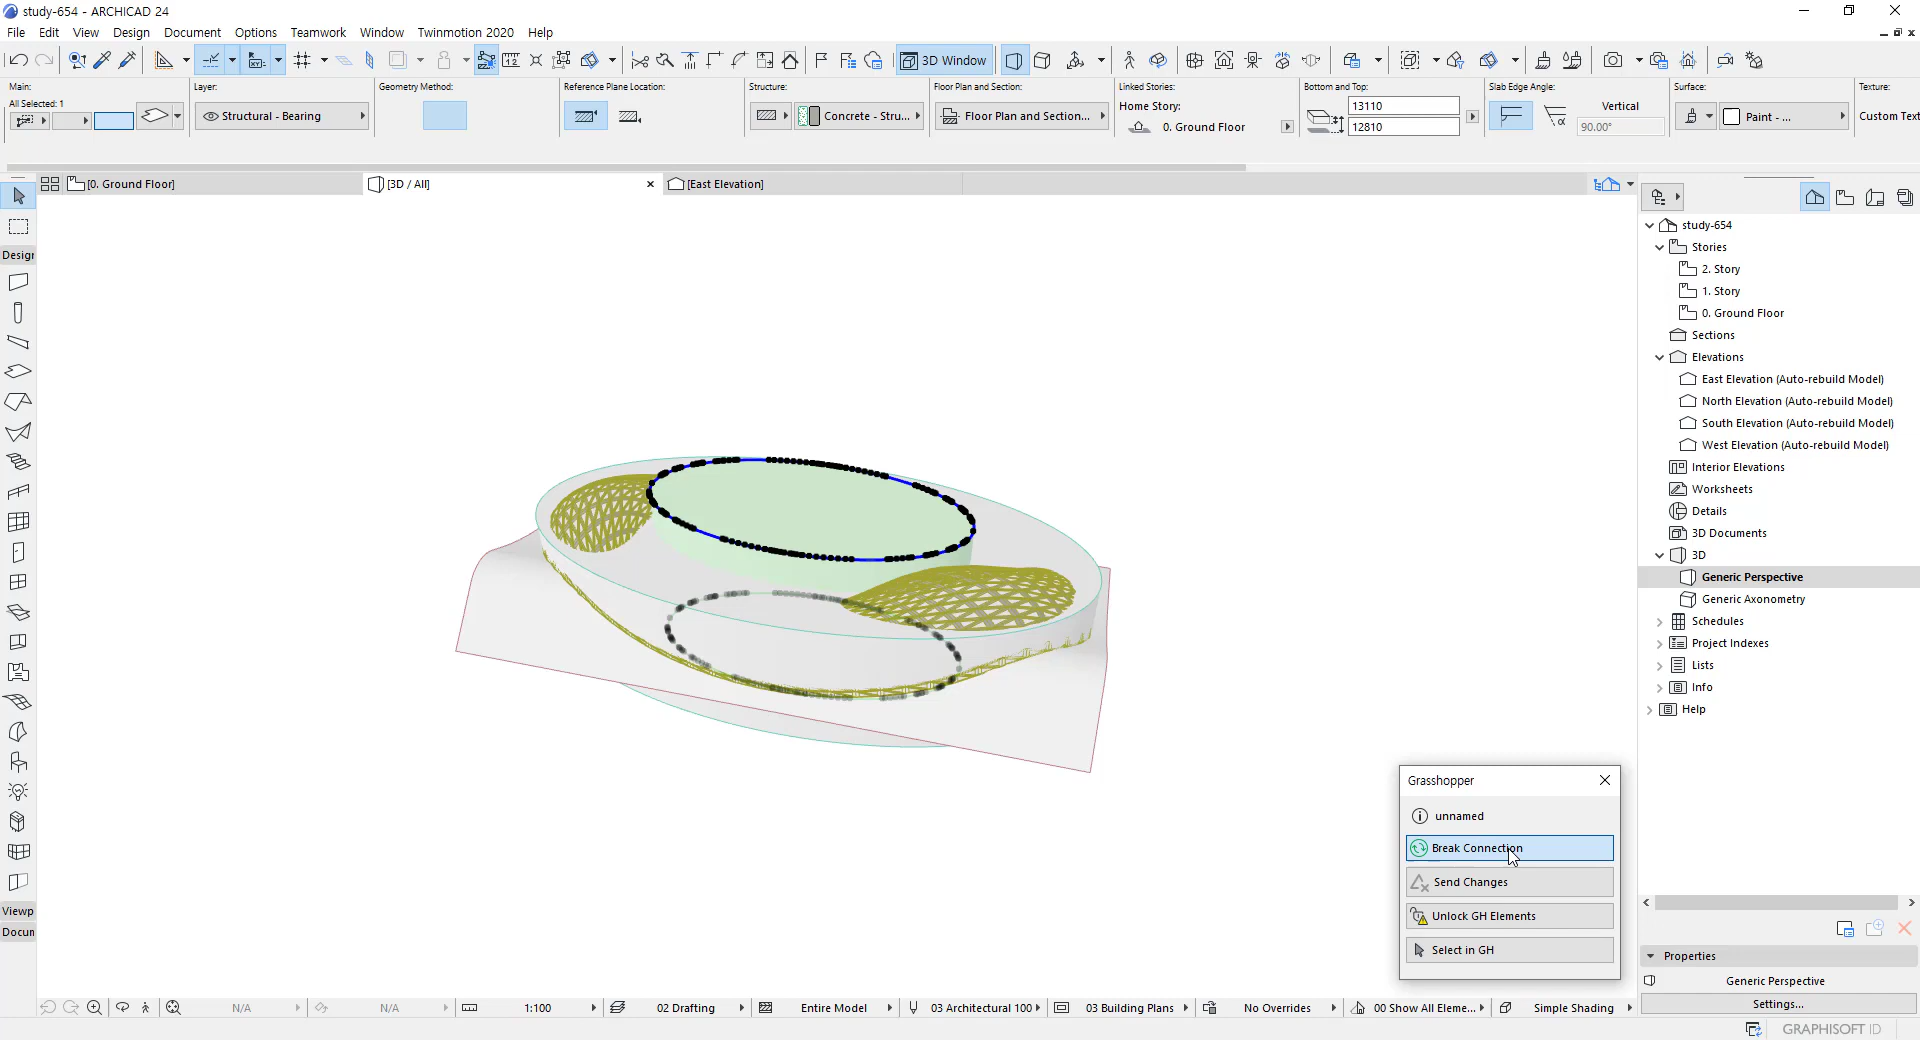 study-654 - ARCHICAD 24
File Edit View Design Document Options Teamwork Window Twinmotion 2020 Help
3D Window
Main: Layer: Geometry Method: Reference Plane Location: Structure: Floor Plan and Section: Linked Stories: Bottom and Top: Slab Edge Angle: Surface: Texture:
All Selected: 1
Home Story: 13110 Vertical
Structural - Bearing Concrete - Stru... Floor Plan and Section... 0. Ground Floor 12810 90.00° Paint - ... Custom Text
[0. Ground Floor] [3D / All] [East Elevation]
Design
study-654
Stories
2. Story
1. Story
0. Ground Floor
Sections
Elevations
East Elevation (Auto-rebuild Model)
North Elevation (Auto-rebuild Model)
South Elevation (Auto-rebuild Model)
West Elevation (Auto-rebuild Model)
Interior Elevations
Worksheets
Details
3D Documents
3D
Generic Perspective
Generic Axonometry
Schedules
Project Indexes
Lists
Info
Help
Grasshopper
unnamed
Break Connection
Send Changes
Unlock GH Elements
Select in GH
Viewp
Docun
Properties
Generic Perspective
Settings...
N/A N/A 1:100 02 Drafting Entire Model 03 Architectural 100 03 Building Plans No Overrides 00 Show All Eleme... Simple Shading
GRAPHISOFT ID